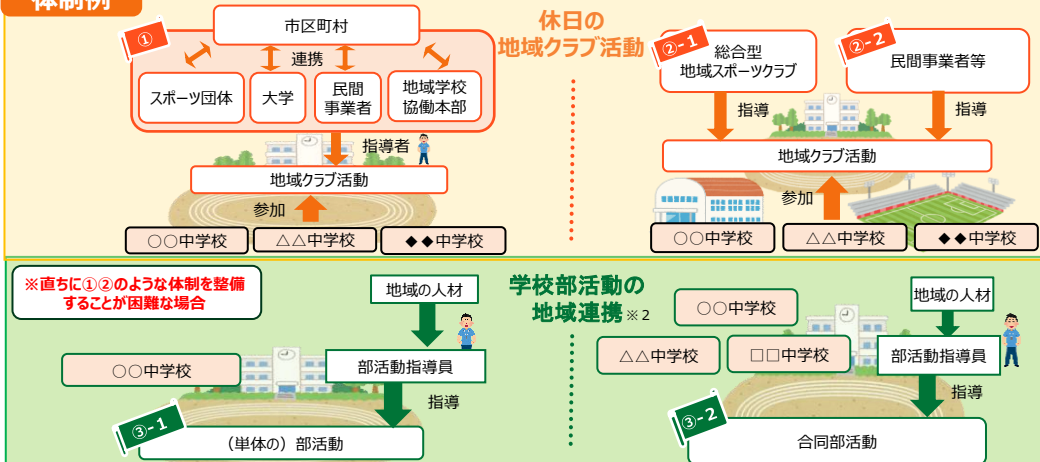 体制例
休日の
地域クラブ活動
①
市区町村
連携
スポーツ団体
大学
民間
事業者
地域学校
協働本部
指導者
地域クラブ活動
参加
○○中学校
△△中学校
◆◆中学校
②-1
総合型
地域スポーツクラブ
②-2
民間事業者等
指導
指導
地域クラブ活動
参加
○○中学校
△△中学校
◆◆中学校
※直ちに①②のような体制を整備
することが困難な場合
学校部活動の
地域連携※2
地域の人材
○○中学校
部活動指導員
指導
③-1
（単体の）部活動
地域の人材
○○中学校
△△中学校
□□中学校
部活動指導員
指導
③-2
合同部活動